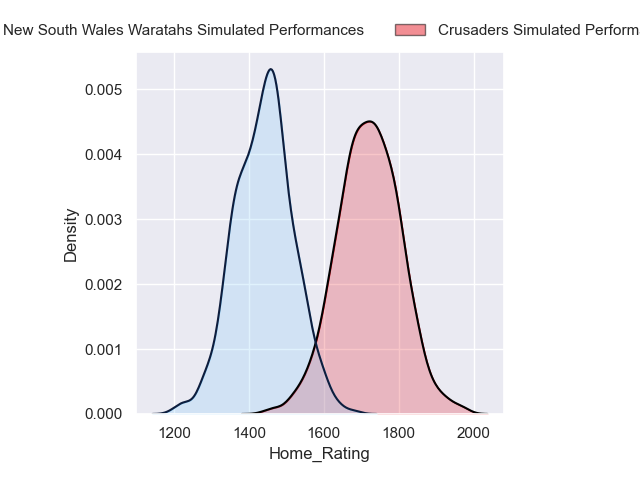 New South Wales Waratahs Simulated Performances
Crusaders Simulated Perform
0.005
0.004
0.003
0.002
0.001
0.000
Density
1200 1400 1600 1800 2000
Home_Rating